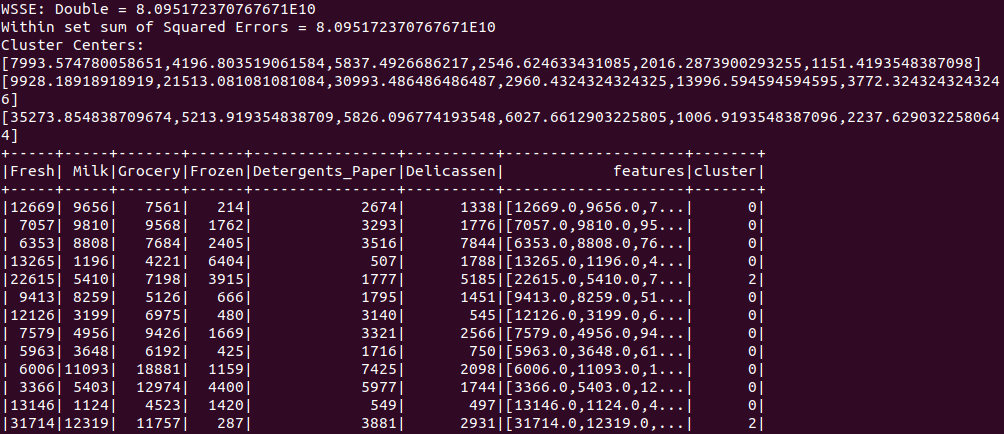 WSSE: Double = 8.095172370767671E10
Within set sum of Squared Errors = 8.095172370767671E10
Cluster Centers:
[7993.574780058651,4196.803519061584,5837.4926686217,2546.624633431085,2016.2873900293255,1151.4193548387098]
[9928.18918918919,21513.081081081084,30993.486486486487,2960.4324324324325,13996.594594594595,3772.324324324324
6]
[35273.854838709674,5213.919354838709,5826.096774193548,6027.6612903225805,1006.9193548387096,2237.629032258064
4]
+-----+-----+-------+------+----------------+----------+--------------------+-------+
|Fresh| Milk|Grocery|Frozen|Detergents_Paper|Delicassen|            features|cluster|
+-----+-----+-------+------+----------------+----------+--------------------+-------+
|12669| 9656|   7561|   214|            2674|      1338|[12669.0,9656.0,7...|      0|
| 7057| 9810|   9568|  1762|            3293|      1776|[7057.0,9810.0,95...|      0|
| 6353| 8808|   7684|  2405|            3516|      7844|[6353.0,8808.0,76...|      0|
|13265| 1196|   4221|  6404|             507|      1788|[13265.0,1196.0,4...|      0|
|22615| 5410|   7198|  3915|            1777|      5185|[22615.0,5410.0,7...|      2|
| 9413| 8259|   5126|   666|            1795|      1451|[9413.0,8259.0,51...|      0|
|12126| 3199|   6975|   480|            3140|       545|[12126.0,3199.0,6...|      0|
| 7579| 4956|   9426|  1669|            3321|      2566|[7579.0,4956.0,94...|      0|
| 5963| 3648|   6192|   425|            1716|       750|[5963.0,3648.0,61...|      0|
| 6006|11093|  18881|  1159|            7425|      2098|[6006.0,11093.0,1...|      0|
| 3366| 5403|  12974|  4400|            5977|      1744|[3366.0,5403.0,12...|      0|
|13146| 1124|   4523|  1420|             549|       497|[13146.0,1124.0,4...|      0|
|31714|12319|  11757|   287|            3881|      2931|[31714.0,12319.0,...|      2|